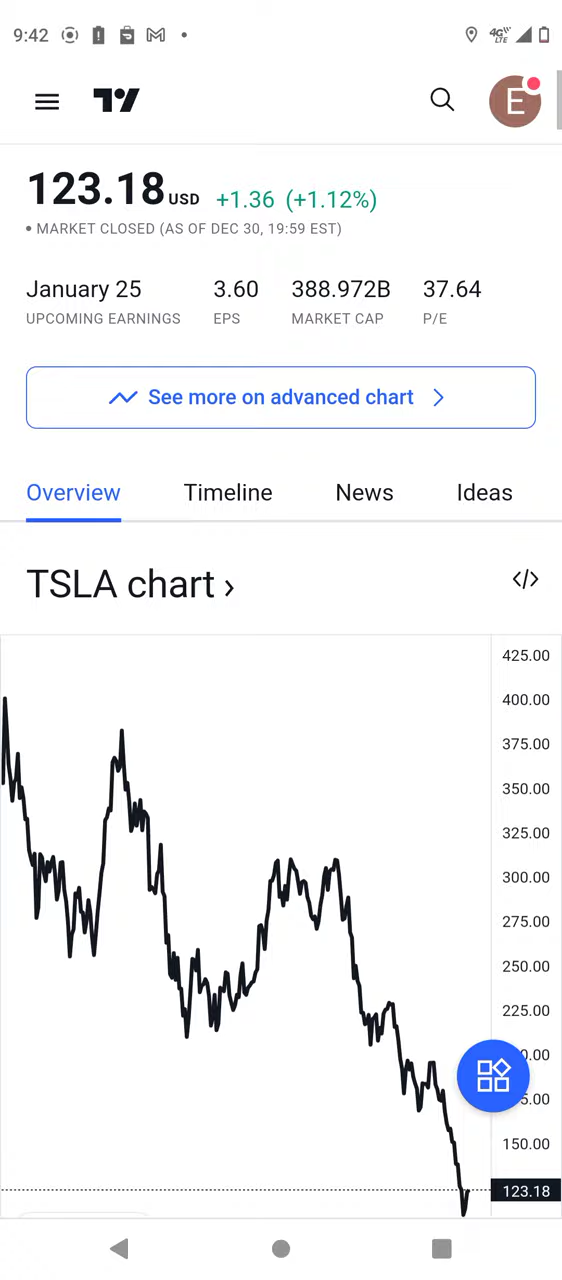 9:42
4G LTE
E
123.18 USD +1.36 (+1.12%)
• MARKET CLOSED (AS OF DEC 30, 19:59 EST)
January 25 3.60 388.972B 37.64
UPCOMING EARNINGS EPS MARKET CAP P/E
See more on advanced chart
Overview Timeline News Ideas
TSLA chart ›
425.00
400.00
375.00
350.00
325.00
300.00
275.00
250.00
225.00
150.00
123.18